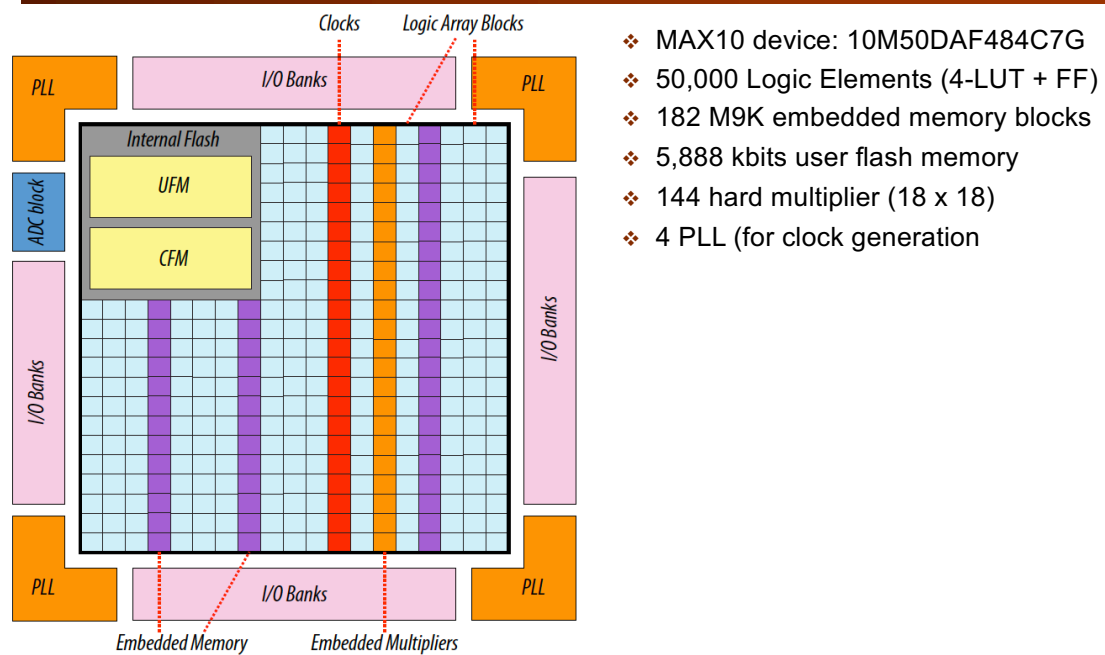 Clocks
Logic Array Blocks
PLL
I/O Banks
PLL
Internal Flash
UFM
CFM
ADC block
I/O Banks
I/O Banks
PLL
I/O Banks
PLL
Embedded Memory
Embedded Multipliers
❖ MAX10 device: 10M50DAF484C7G
❖ 50,000 Logic Elements (4-LUT + FF)
❖ 182 M9K embedded memory blocks
❖ 5,888 kbits user flash memory
❖ 144 hard multiplier (18 x 18)
❖ 4 PLL (for clock generation